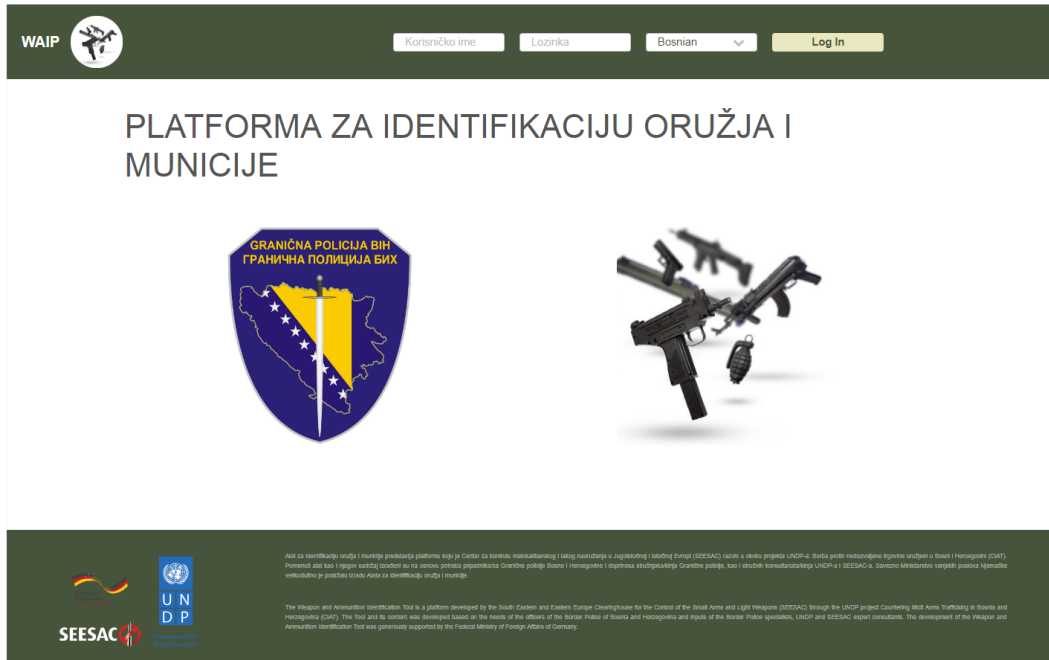 WAIP
Korisničko ime
Lozinka
Bosnian
Log In
PLATFORMA ZA IDENTIFIKACIJU ORUŽJA I
MUNICIJE
GRANIČNA POLICIJA BIH
ГРАНИЧНА ПОЛИЦИЈА БИХ
Alat za identifikaciju oružja i municije predstavlja platformu koju je Centar za kontrolu malokalibarskog i lakog naoružanja u Jugoistočnoj i Istočnoj Evropi (SEESAC) razvio u okviru projekta UNDP-a: Borba protiv nedozvoljene trgovine oružjem u Bosni i Hercegovini (CIAT).
Pomenuti alat kao i njegov sadržaj izrađeni su na osnovu potreba pripadnika/ca Granične policije Bosne i Hercegovine i doprinosa stručnjaka/kinja Granične policije, kao i stručnih konsultanata/kinja UNDP-a i SEESAC-a. Savezno Ministarstvo vanjskih poslova Njemačke
velikodušno je podržalo izradu Alata za identifikaciju oružja i municije.
The Weapon and Ammunition Identification Tool is a platform developed by the South Eastern and Eastern Europe Clearinghouse for the Control of the Small Arms and Light Weapons (SEESAC) through the UNDP project Countering Illicit Arms Trafficking in Bosnia and
Herzegovina (CIAT). The Tool and its content was developed based on the needs of the officers of the Border Police of Bosnia and Herzegovina and inputs of the Border Police specialists, UNDP and SEESAC expert consultants. The development of the Weapon and
Ammunition Identification Tool was generously supported by the Federal Ministry of Foreign Affairs of Germany.
U N
D P
SEESAC